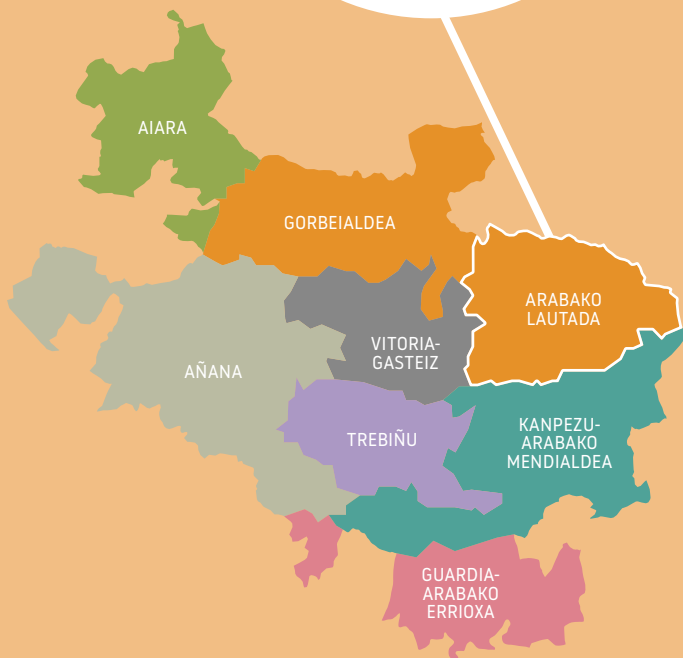 AIARA
GORBEIALDEA
ARABAKO
LAUTADA
VITORIA-
GASTEIZ
AÑANA
TREBIÑU
KANPEZU-
ARABAKO
MENDIALDEA
GUARDIA-
ARABAKO
ERRIOXA